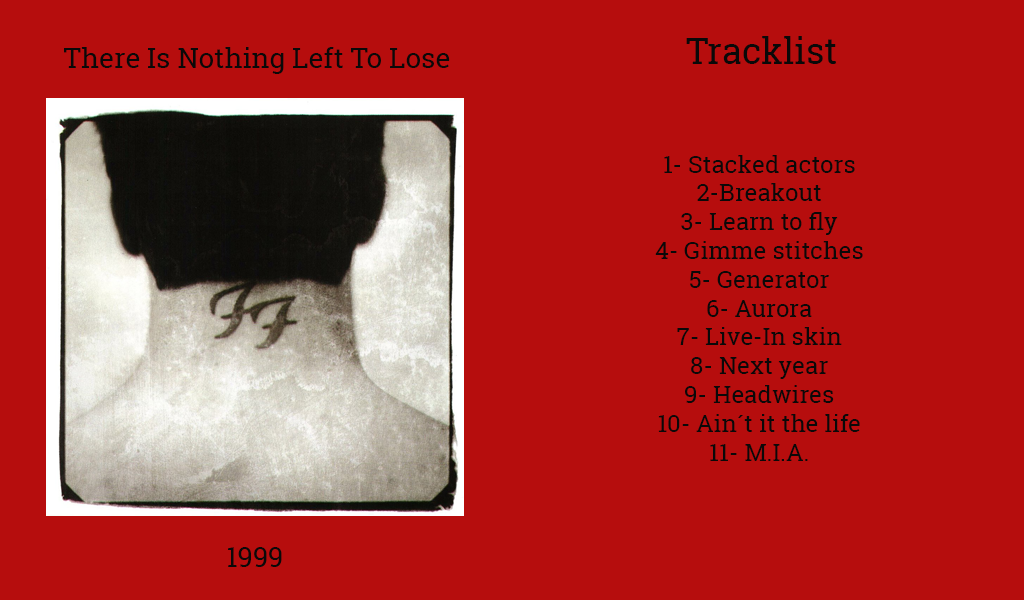 There Is Nothing Left To Lose
FF
1999
Tracklist
1- Stacked actors
2-Breakout
3- Learn to fly
4- Gimme stitches
5- Generator
6- Aurora
7- Live-In skin
8- Next year
9- Headwires
10- Ain´t it the life
11- M.I.A.